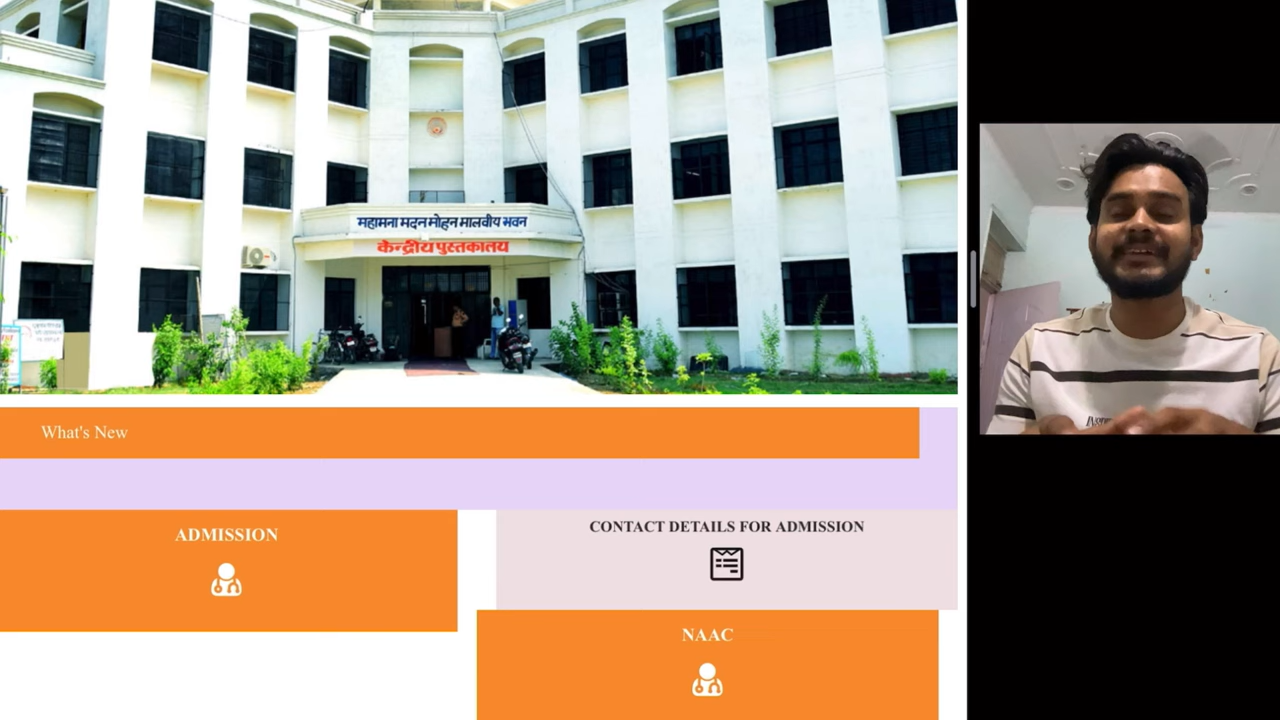 महामना मदन मोहन मालवीय भवन
केन्द्रीय पुस्तकालय
What's New
ADMISSION
CONTACT DETAILS FOR ADMISSION
NAAC